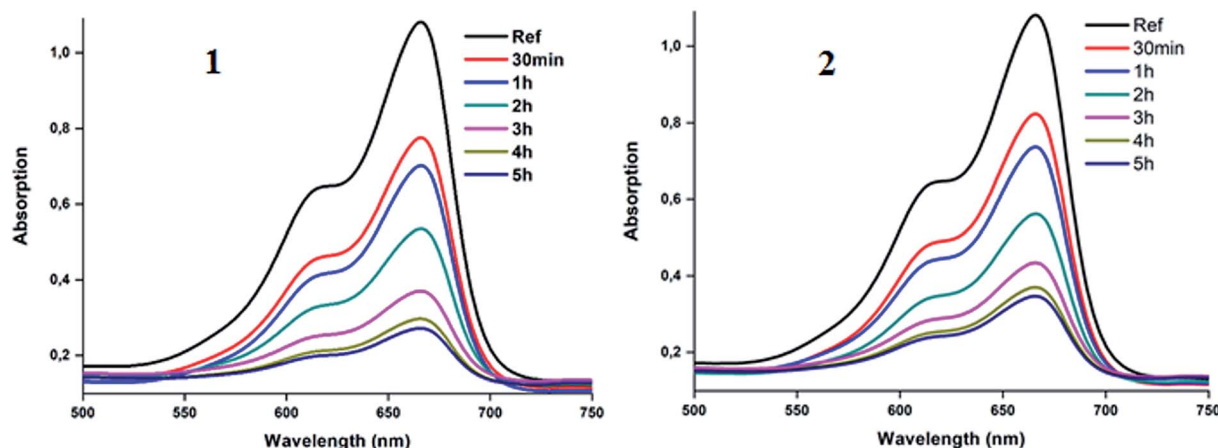 1
Ref
30min
1h
2h
3h
4h
5h
1,0
0,8
0,6
0,4
0,2
Absorption
500
550
600
650
700
750
Wavelength (nm)
2
Ref
30min
1h
2h
3h
4h
5h
1,0
0,8
0,6
0,4
0,2
Absorption
500
550
600
650
700
750
Wavelength (nm)